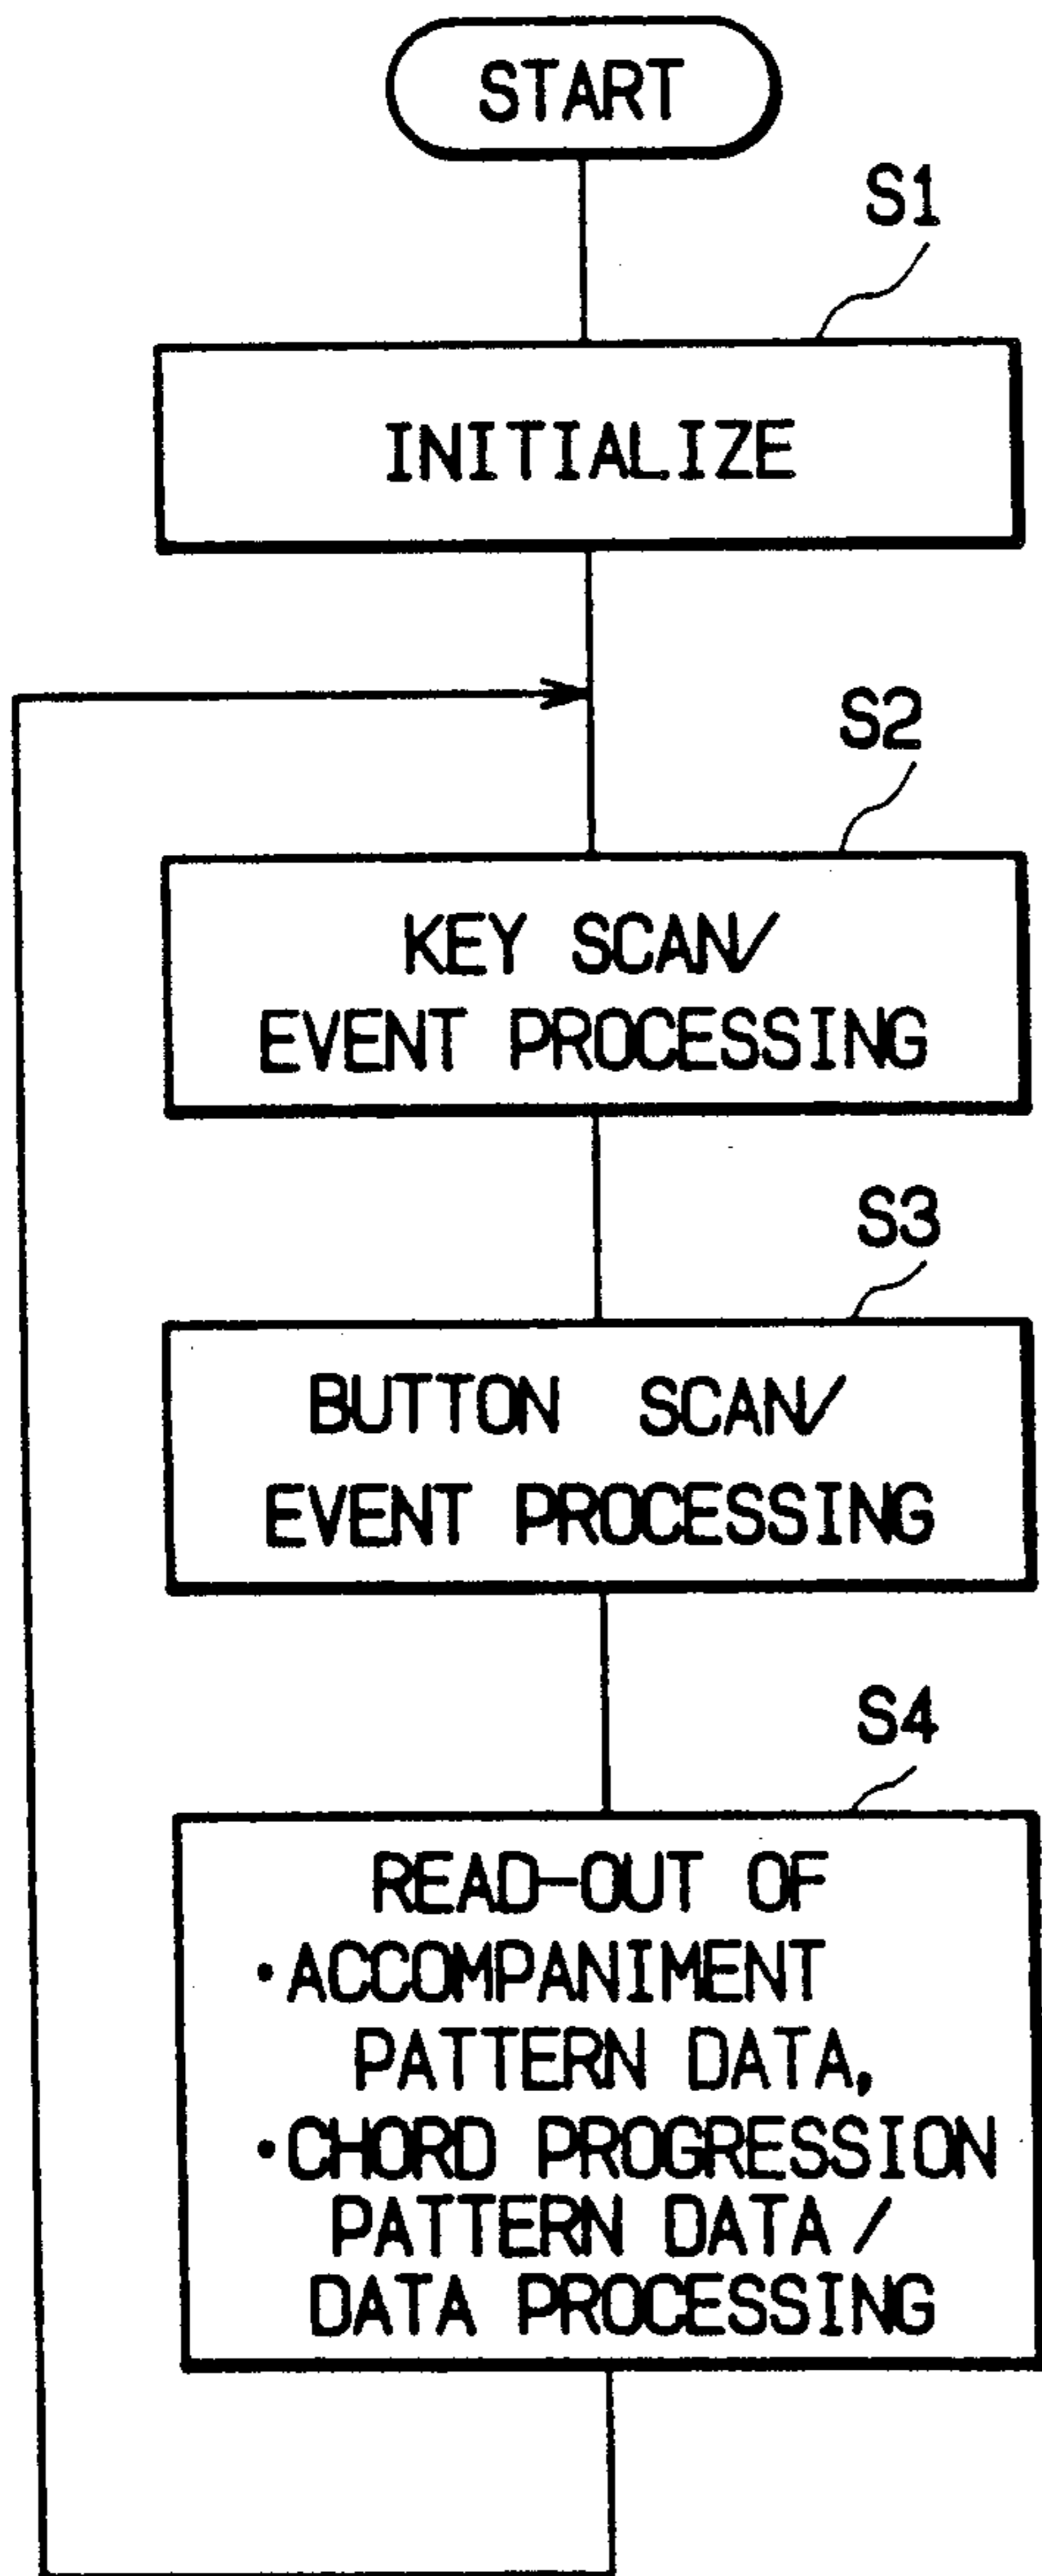 START
S1
INITIALIZE
S2
KEY SCAN/
EVENT PROCESSING
S3
BUTTON SCAN/
EVENT PROCESSING
S4
READ-OUT OF
·ACCOMPANIMENT
PATTERN DATA,
·CHORD PROGRESSION
PATTERN DATA /
DATA PROCESSING